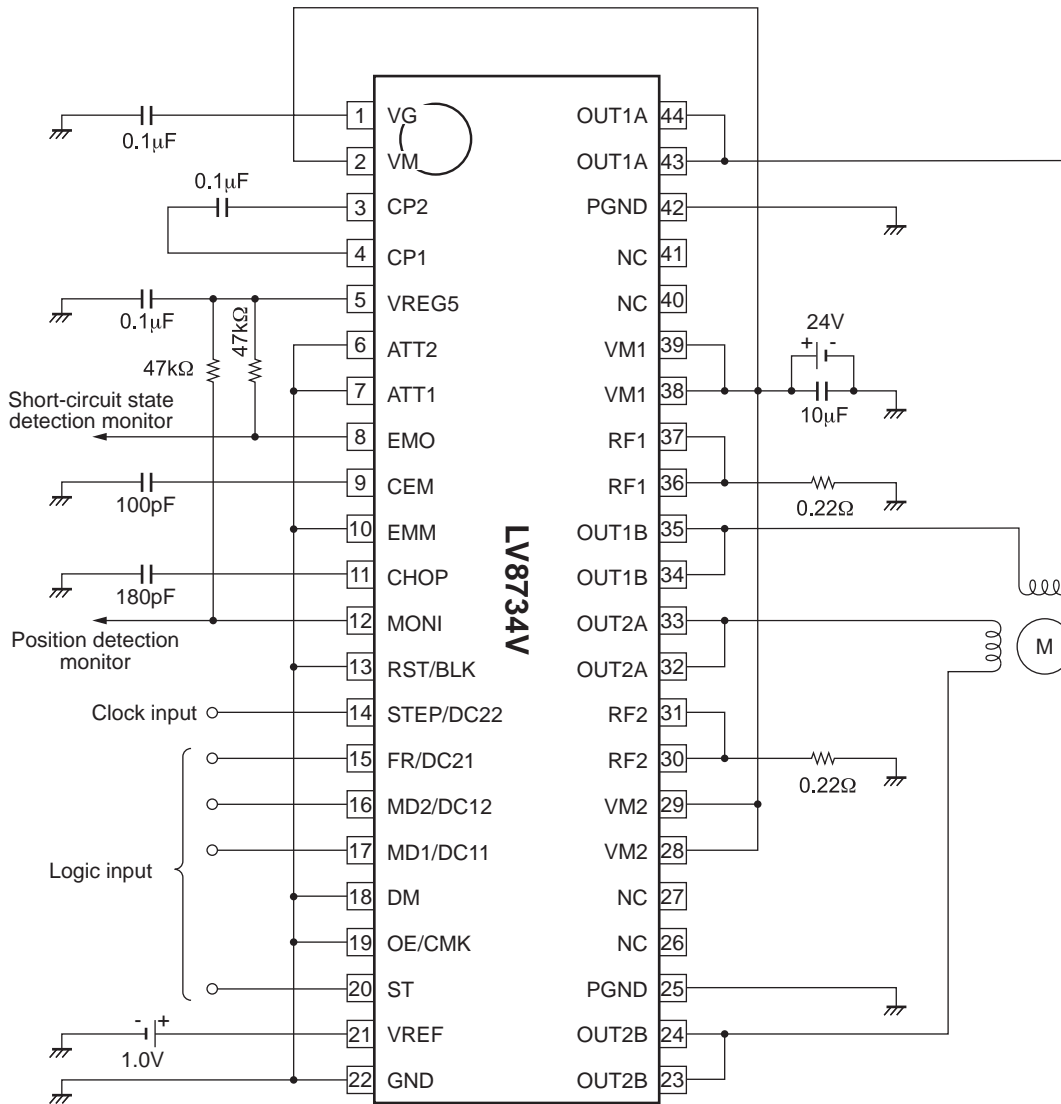 0.1μF
0.1μF
0.1μF
47kΩ
47kΩ
Short-circuit state
detection monitor
100pF
180pF
Position detection
monitor
Clock input
Logic input
- +
1.0V
1 VG
2 VM
3 CP2
4 CP1
5 VREG5
6 ATT2
7 ATT1
8 EMO
9 CEM
10 EMM
11 CHOP
12 MONI
13 RST/BLK
14 STEP/DC22
15 FR/DC21
16 MD2/DC12
17 MD1/DC11
18 DM
19 OE/CMK
20 ST
21 VREF
22 GND
LV8734V
OUT1A 44
OUT1A 43
PGND 42
NC 41
NC 40
VM1 39
VM1 38
RF1 37
RF1 36
OUT1B 35
OUT1B 34
OUT2A 33
OUT2A 32
RF2 31
RF2 30
VM2 29
VM2 28
NC 27
NC 26
PGND 25
OUT2B 24
OUT2B 23
24V
+ -
10μF
0.22Ω
M
0.22Ω